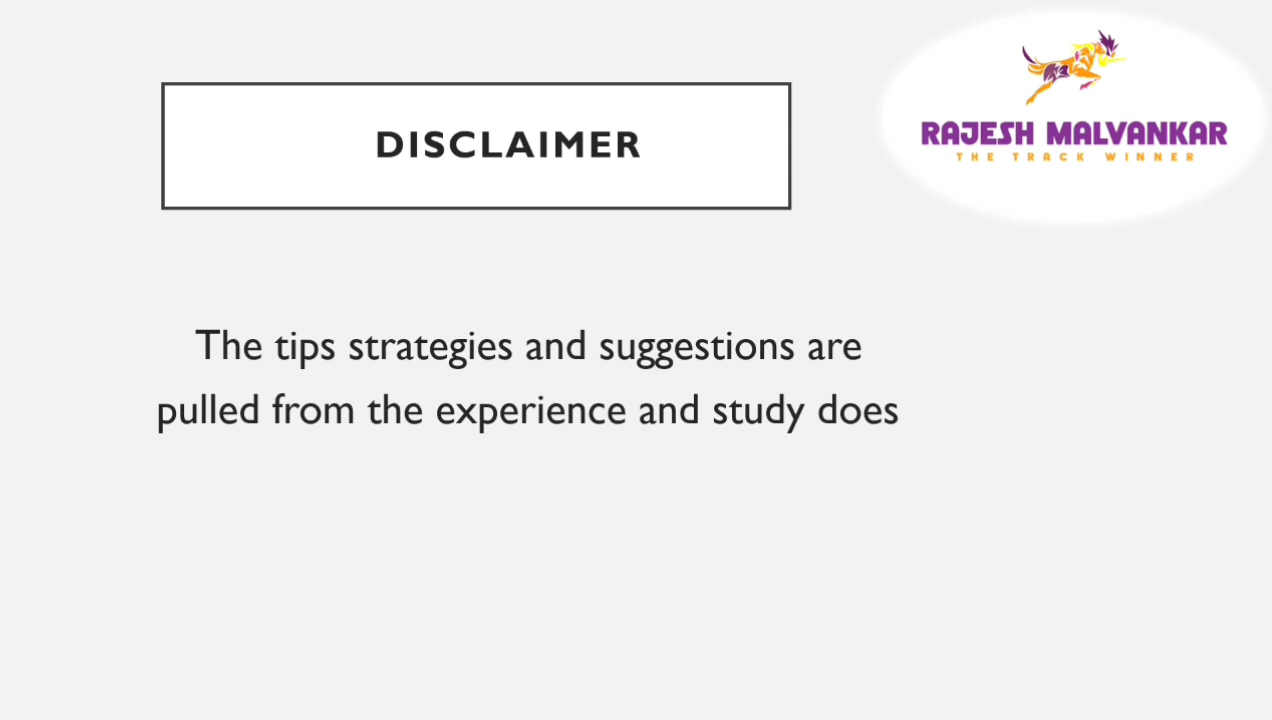 DISCLAIMER
RAJESH MALVANKAR
THE TRACK WINNER
The tips strategies and suggestions are
pulled from the experience and study does